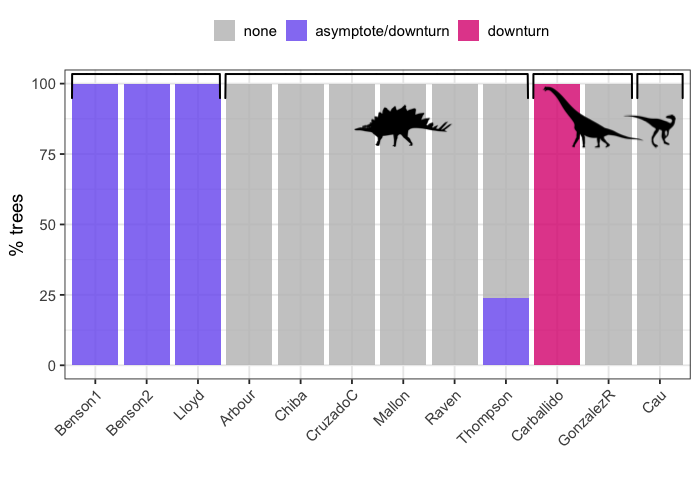 none asymptote/downturn downturn
100
75
50
25
0
% trees
Benson1 Benson2 Lloyd Arbour Chiba CruzadoC Mallon Raven Thompson Carballido GonzalezR Cau